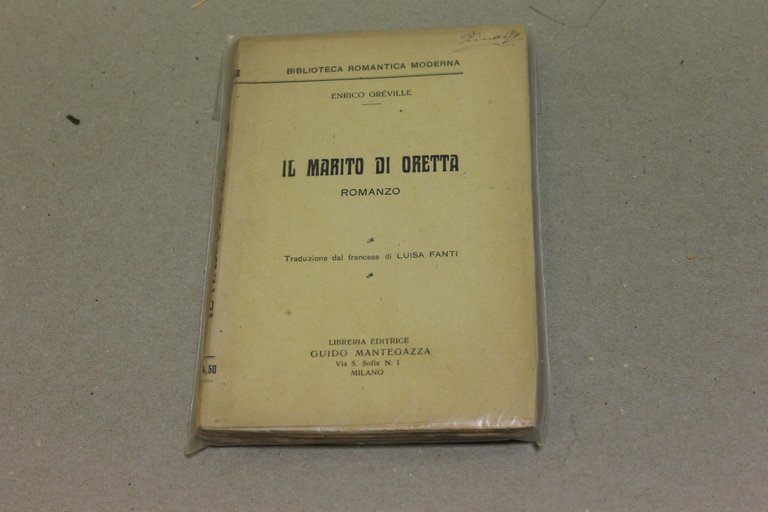 BIBLIOTECA ROMANTICA MODERNA
ENRICO GRÉVILLE
IL MARITO DI ORETTA
ROMANZO
Traduzione dal francese di LUISA FANTI
LIBRERIA EDITRICE
GUIDO MANTEGAZZA
Via S. Sofia N. 1
MILANO